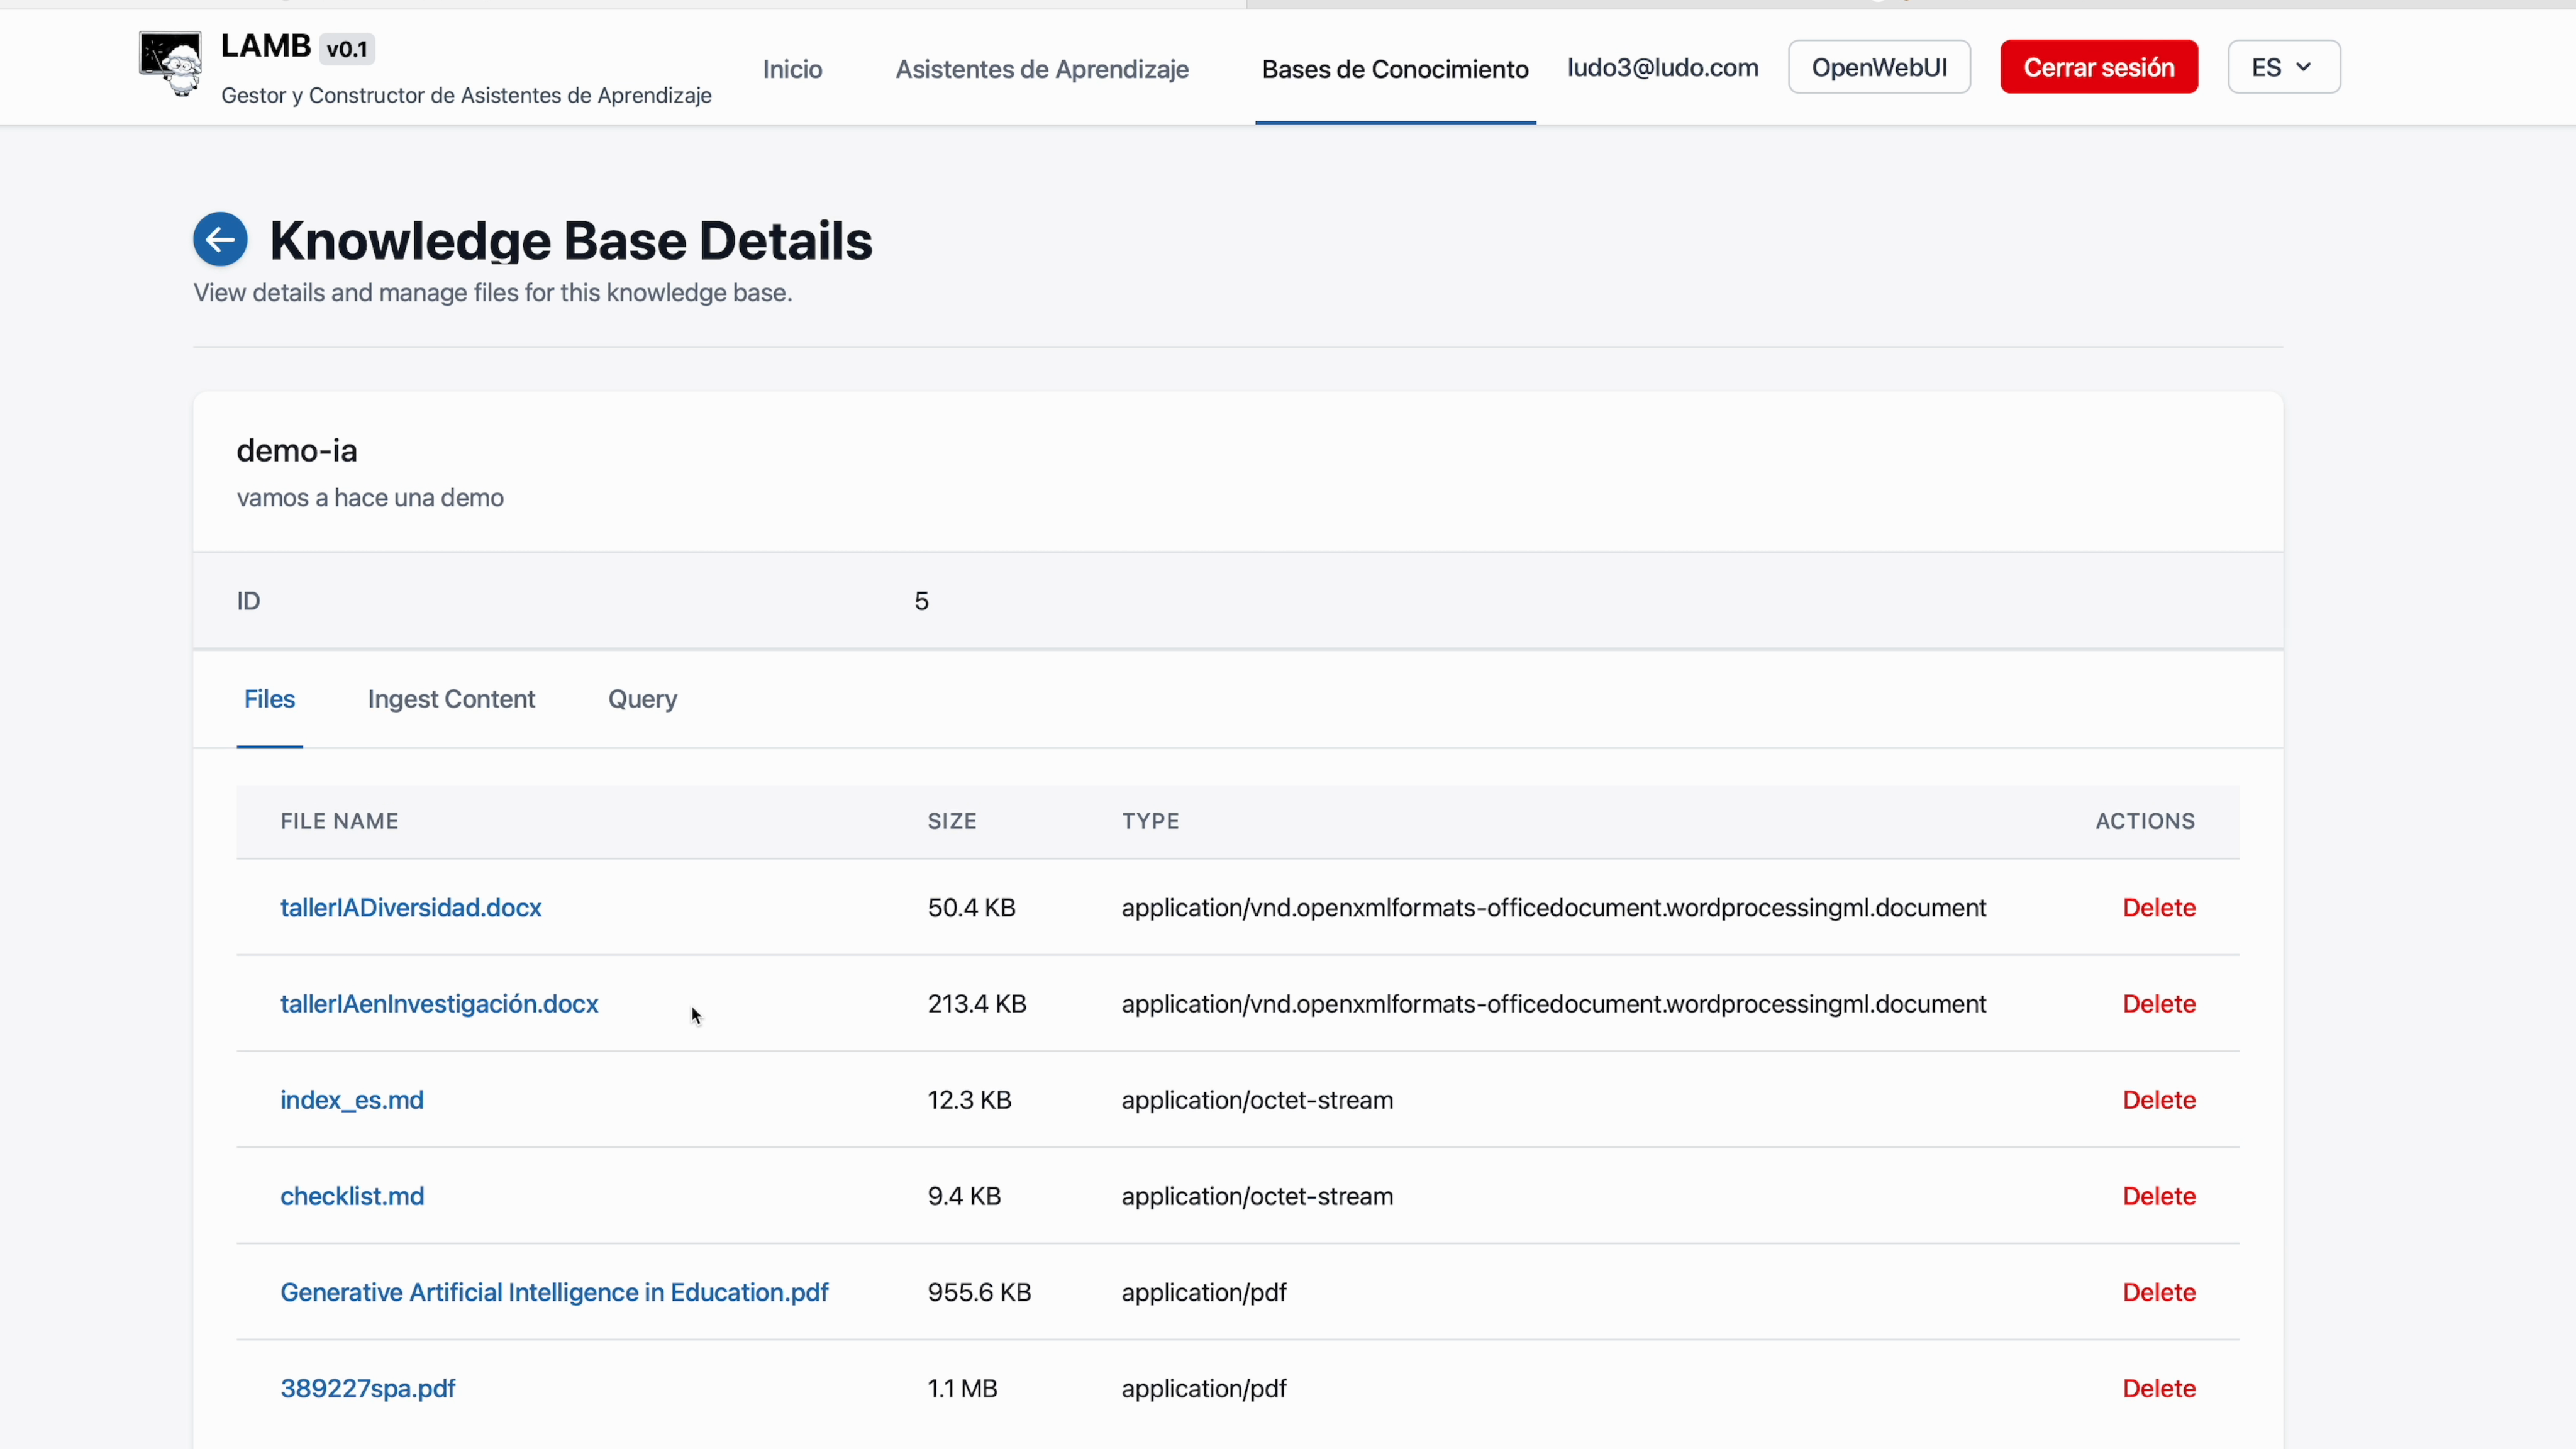 LAMB v0.1
Gestor y Constructor de Asistentes de Aprendizaje
Inicio Asistentes de Aprendizaje Bases de Conocimiento ludo3@ludo.com OpenWebUI Cerrar sesión ES
Knowledge Base Details
View details and manage files for this knowledge base.
demo-ia
vamos a hace una demo
ID 5
Files Ingest Content Query
FILE NAME SIZE TYPE ACTIONS
tallerIADiversidad.docx 50.4 KB application/vnd.openxmlformats-officedocument.wordprocessingml.document Delete
tallerIAenInvestigación.docx 213.4 KB application/vnd.openxmlformats-officedocument.wordprocessingml.document Delete
index_es.md 12.3 KB application/octet-stream Delete
checklist.md 9.4 KB application/octet-stream Delete
Generative Artificial Intelligence in Education.pdf 955.6 KB application/pdf Delete
389227spa.pdf 1.1 MB application/pdf Delete